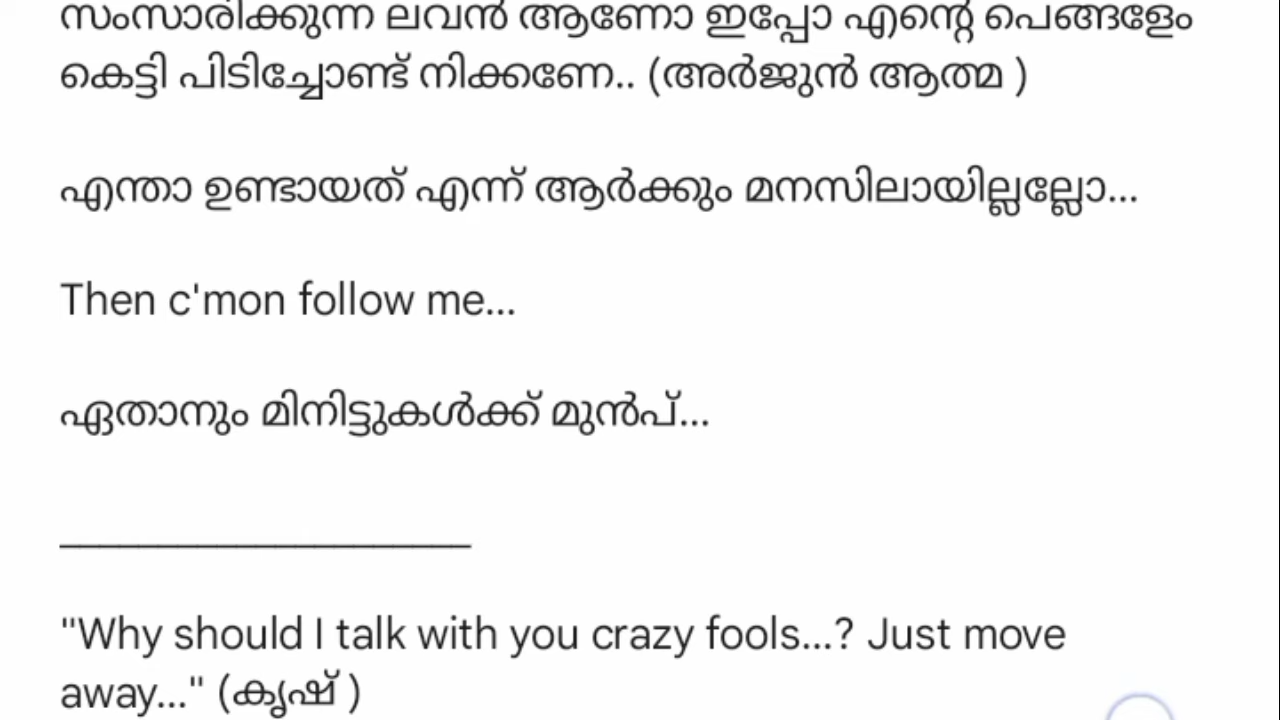 സംസാരിക്കുന്ന ലവൻ ആണോ ഇപ്പോ എന്റെ പെങ്ങളേം
കെട്ടി പിടിച്ചോണ്ട് നിക്കണേ.. (അർജുൻ ആത്മ )
എന്താ ഉണ്ടായത് എന്ന് ആർക്കും മനസിലായില്ലല്ലോ...
Then c'mon follow me...
ഏതാനും മിനിട്ടുകൾക്ക് മുൻപ്...
_____________________
"Why should I talk with you crazy fools...? Just move
away..." (കൃഷ് )